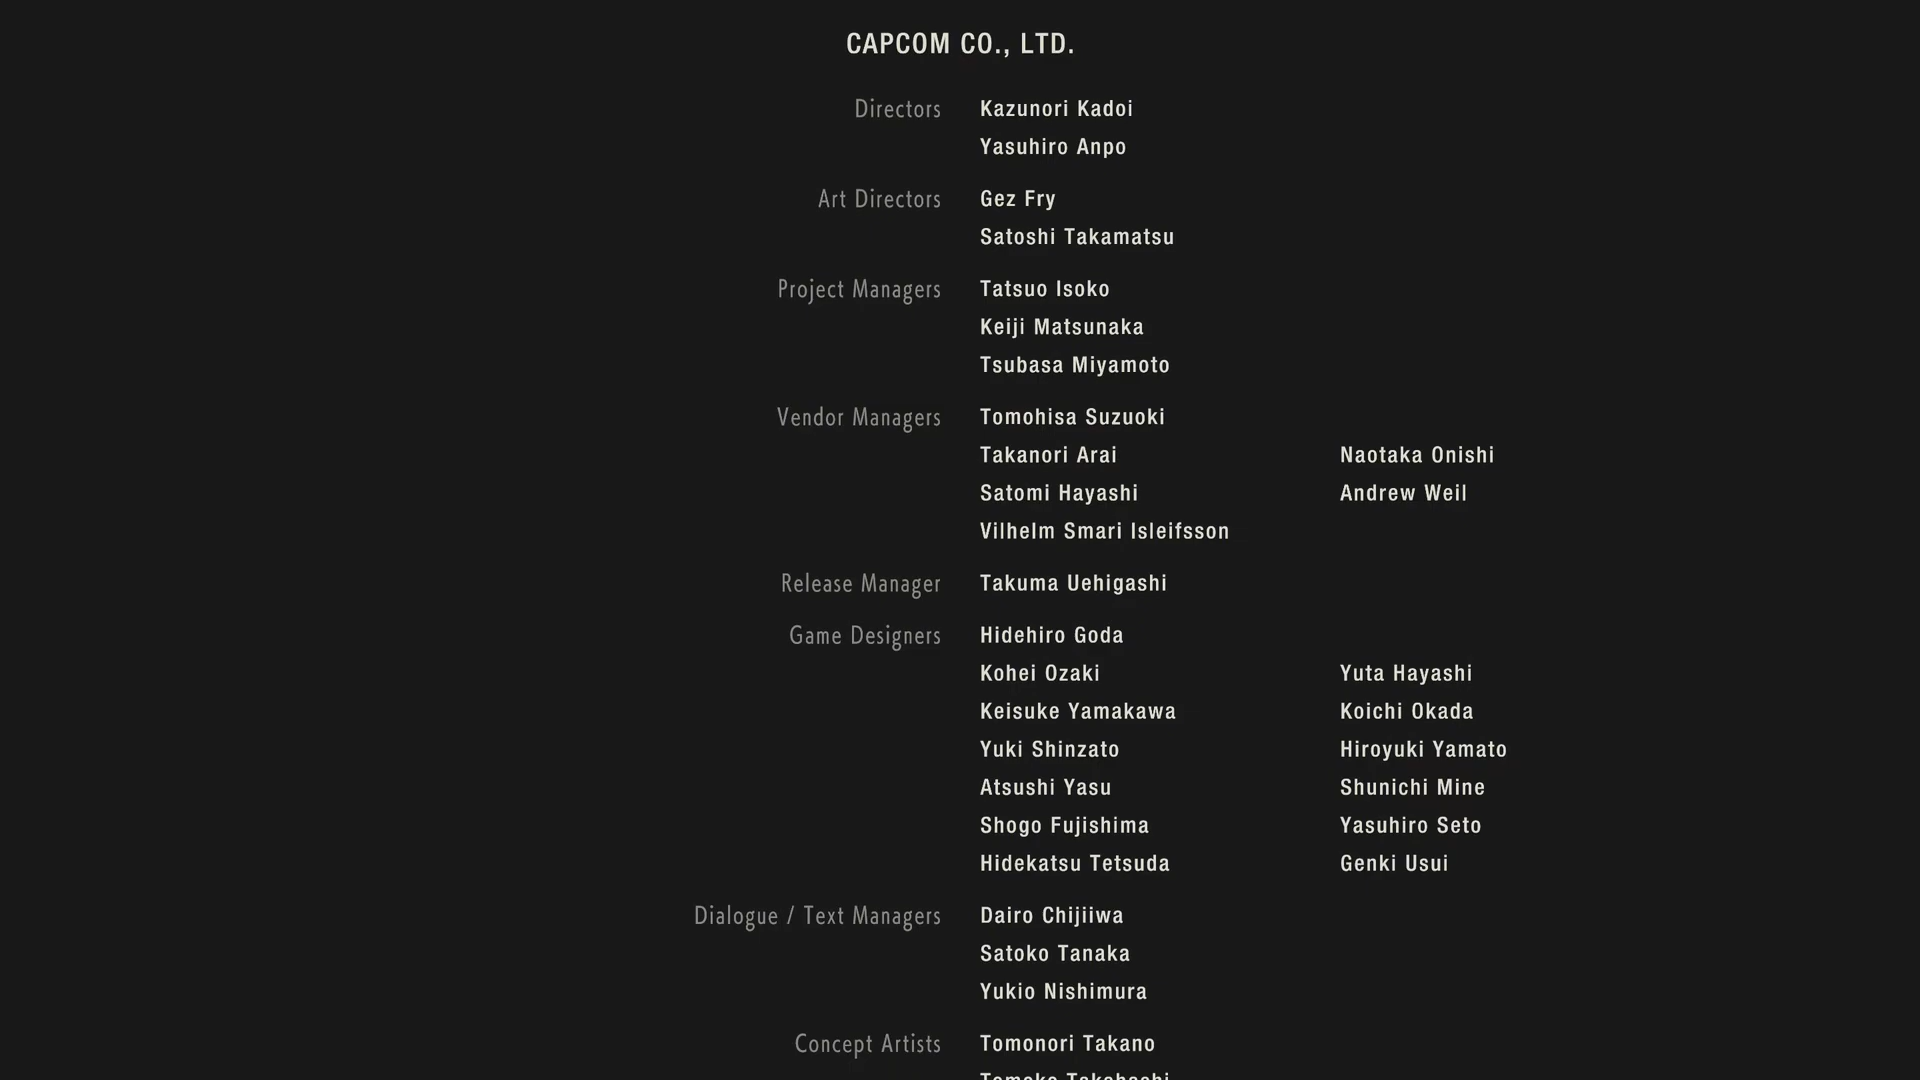 CAPCOM CO., LTD.
Directors Kazunori Kadoi
Yasuhiro Anpo
Art Directors Gez Fry
Satoshi Takamatsu
Project Managers Tatsuo Isoko
Keiji Matsunaka
Tsubasa Miyamoto
Vendor Managers Tomohisa Suzuoki
Takanori Arai Naotaka Onishi
Satomi Hayashi Andrew Weil
Vilhelm Smari Isleifsson
Release Manager Takuma Uehigashi
Game Designers Hidehiro Goda
Kohei Ozaki Yuta Hayashi
Keisuke Yamakawa Koichi Okada
Yuki Shinzato Hiroyuki Yamato
Atsushi Yasu Shunichi Mine
Shogo Fujishima Yasuhiro Seto
Hidekatsu Tetsuda Genki Usui
Dialogue / Text Managers Dairo Chijiiwa
Satoko Tanaka
Yukio Nishimura
Concept Artists Tomonori Takano